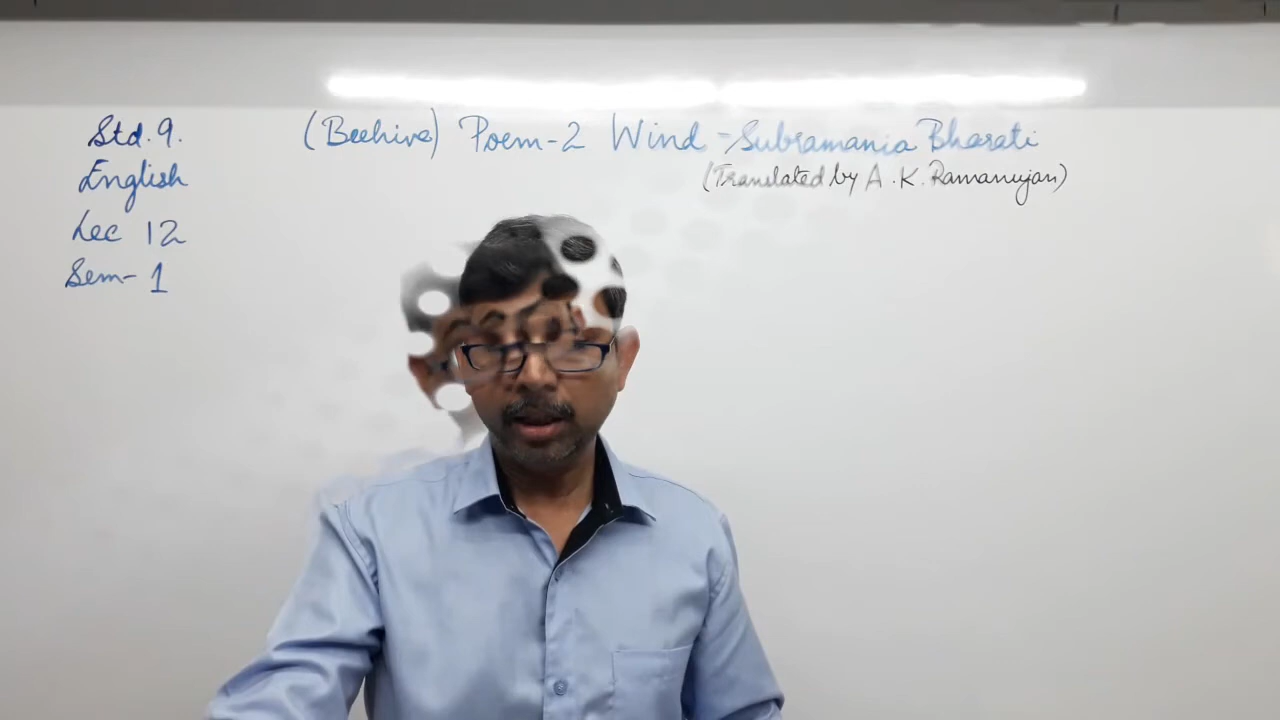 Std. 9.
English
Lec 12
Sem- 1
(Beehive) Poem-2 Wind -Subramania Bharati
(Translated by A . K. Ramanujan)